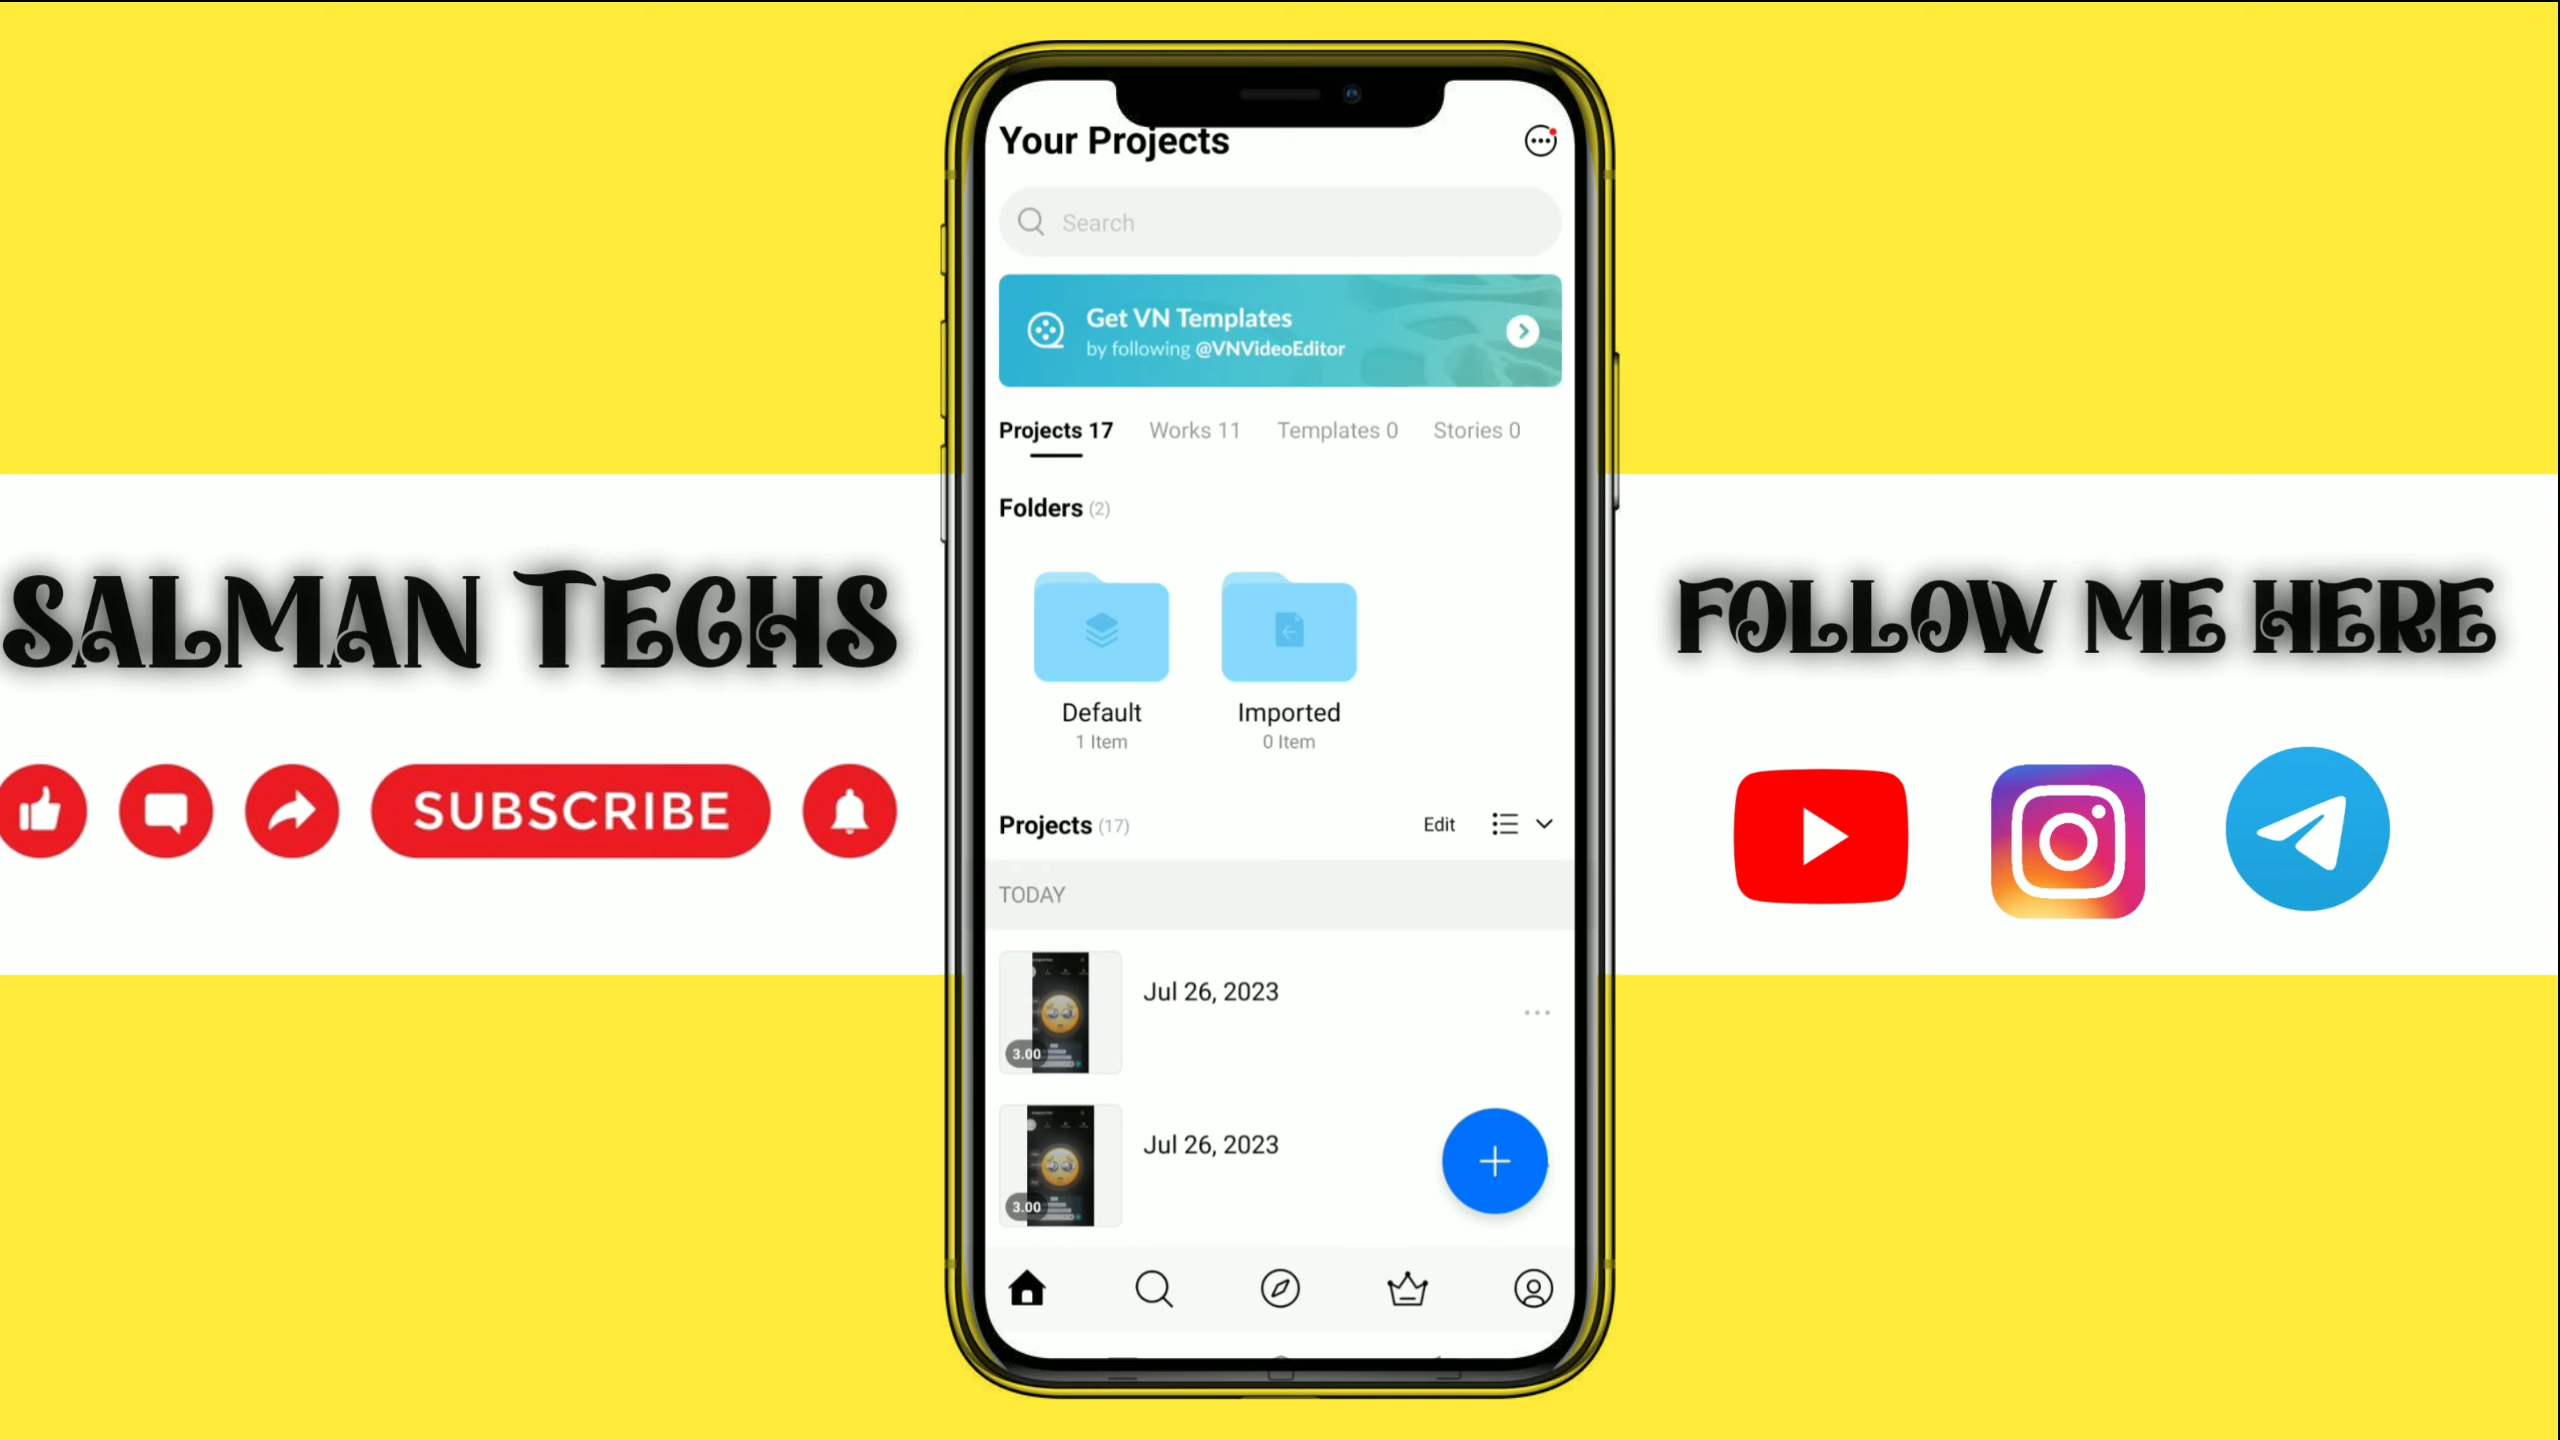 Your Projects
Search
Get VN Templates
by following @VNVideoEditor
Projects 17 Works 11 Templates 0 Stories 0
Folders (2)
Default
1 Item
Imported
0 Item
Projects (17) Edit
TODAY
Jul 26, 2023
3.00
Jul 26, 2023
3.00
SALMAN TECHS
SUBSCRIBE
FOLLOW ME HERE